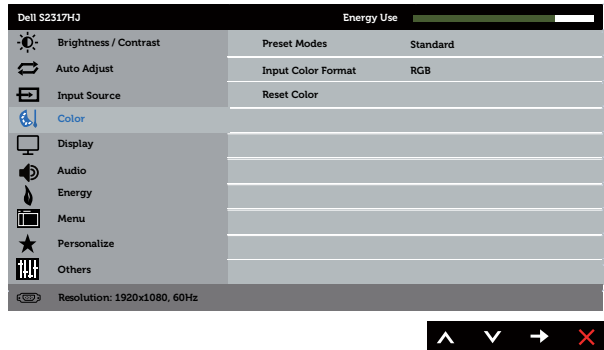 Dell S2317HJ Energy Use
Brightness / Contrast Preset Modes Standard
Auto Adjust Input Color Format RGB
Input Source Reset Color
Color
Display
Audio
Energy
Menu
Personalize
Others
Resolution: 1920x1080, 60Hz